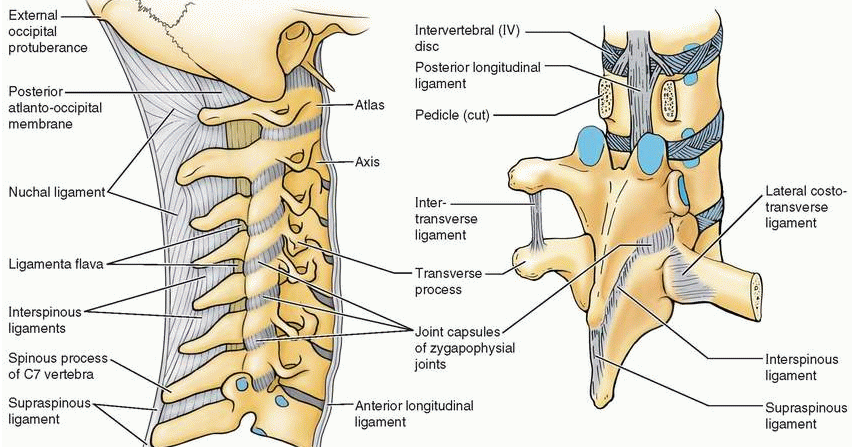 External
occipital
protuberance
Posterior
atlanto-occipital
membrane
Nuchal ligament
Ligamenta flava
Interspinous
ligaments
Spinous process
of C7 vertebra
Supraspinous
ligament
Atlas
Axis
Intervertebral (IV)
disc
Posterior longitudinal
ligament
Pedicle (cut)
Inter-
transverse
ligament
Transverse
process
Joint capsules
of zygapophysial
joints
Anterior longitudinal
ligament
Lateral costo-
transverse
ligament
Interspinous
ligament
Supraspinous
ligament